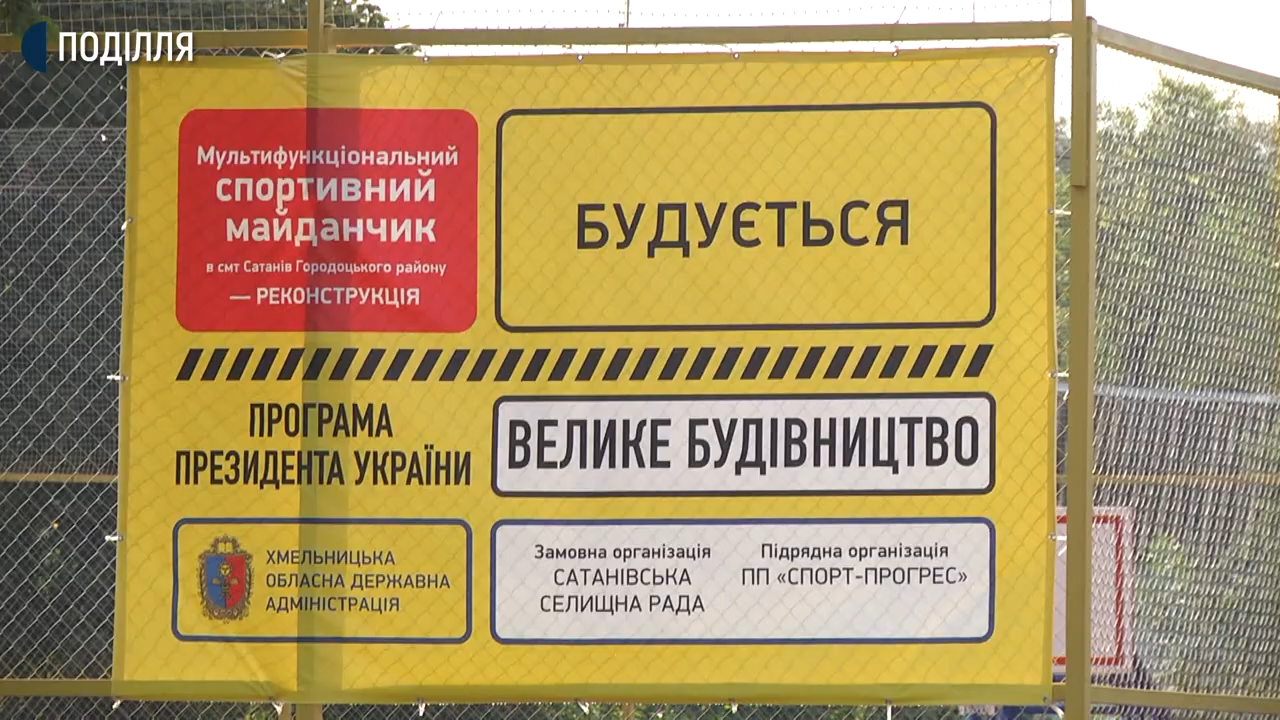 ПОДІЛЛЯ
Мультифункціональний
спортивний
майданчик
в смт Сатанів Городоцького району
— РЕКОНСТРУКЦІЯ
БУДУЄТЬСЯ
ПРОГРАМА
ПРЕЗИДЕНТА УКРАЇНИ
ВЕЛИКЕ БУДІВНИЦТВО
ХМЕЛЬНИЦЬКА
ОБЛАСНА ДЕРЖАВНА
АДМІНІСТРАЦІЯ
Замовна організація
САТАНІВСЬКА
СЕЛИЩНА РАДА
Підрядна організація
ПП «СПОРТ-ПРОГРЕС»